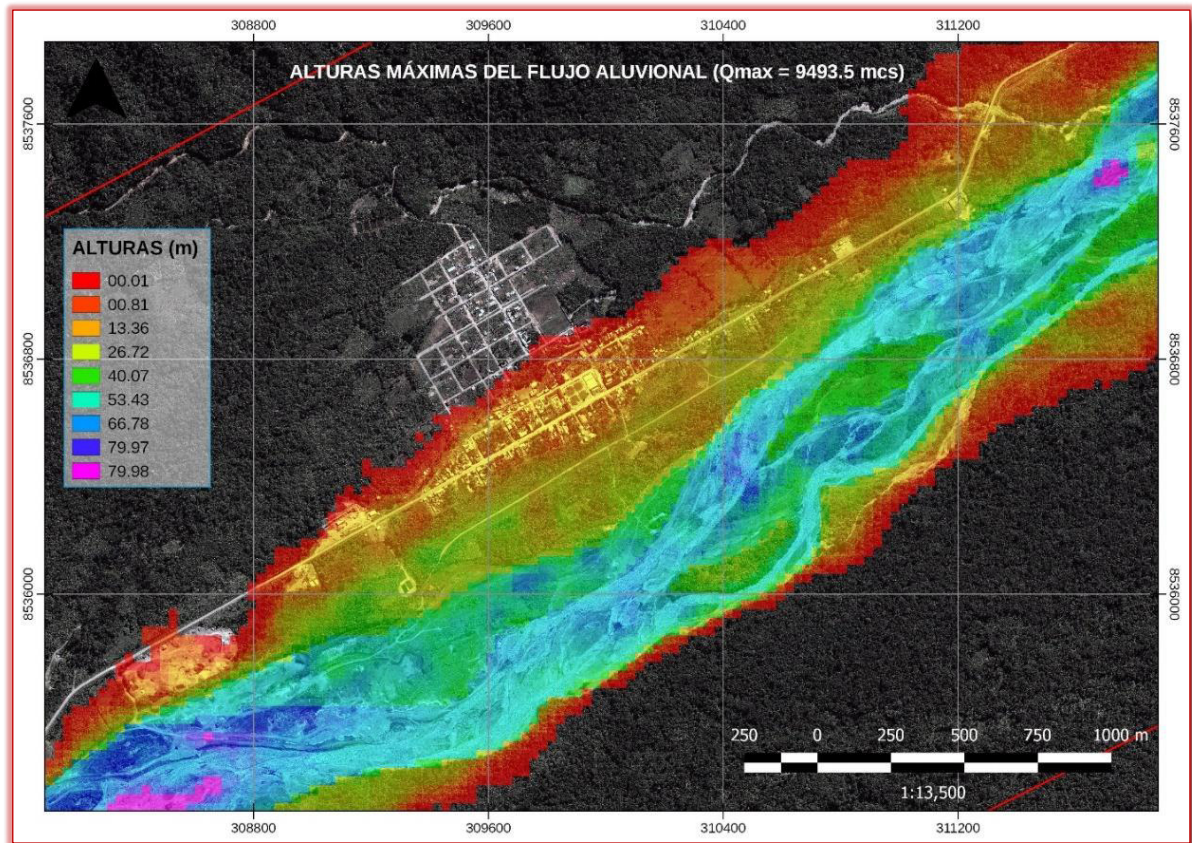 308800 309600 310400 311200
ALTURAS MÁXIMAS DEL FLUJO ALUVIONAL (Qmax = 9493.5 mcs)
8537600 8537600
ALTURAS (m)
00.01
00.81
13.36
26.72
40.07
53.43
66.78
79.97
79.98
8536800 8536800
8536000 8536000
250 0 250 500 750 1000 m
1:13,500
308800 309600 310400 311200